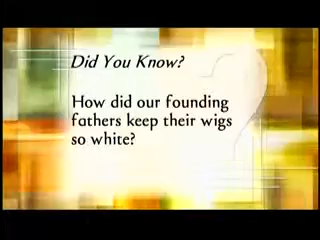 Did You Know?
How did our founding
fathers keep their wigs
so white?